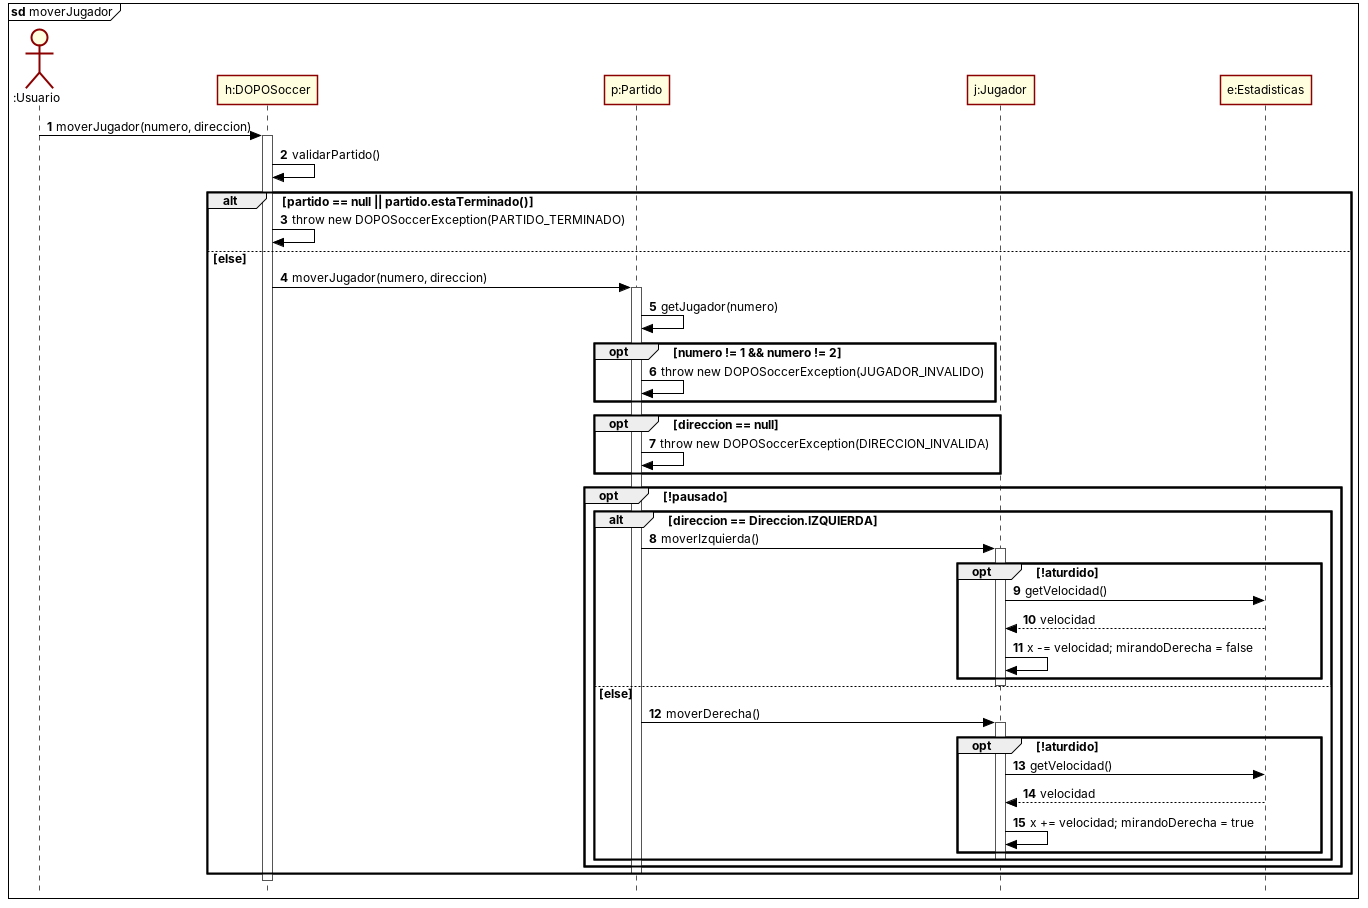 sd moverJugador
:Usuario
h:DOPOSoccer
p:Partido
j:Jugador
e:Estadisticas
1 moverJugador(numero, direccion)
2 validarPartido()
alt [partido == null || partido.estaTerminado()]
3 throw new DOPOSoccerException(PARTIDO_TERMINADO)
[else]
4 moverJugador(numero, direccion)
5 getJugador(numero)
opt [numero != 1 && numero != 2]
6 throw new DOPOSoccerException(JUGADOR_INVALIDO)
opt [direccion == null]
7 throw new DOPOSoccerException(DIRECCION_INVALIDA)
opt [!pausado]
alt [direccion == Direccion.IZQUIERDA]
8 moverIzquierda()
opt [!aturdido]
9 getVelocidad()
10 velocidad
11 x -= velocidad; mirandoDerecha = false
[else]
12 moverDerecha()
opt [!aturdido]
13 getVelocidad()
14 velocidad
15 x += velocidad; mirandoDerecha = true